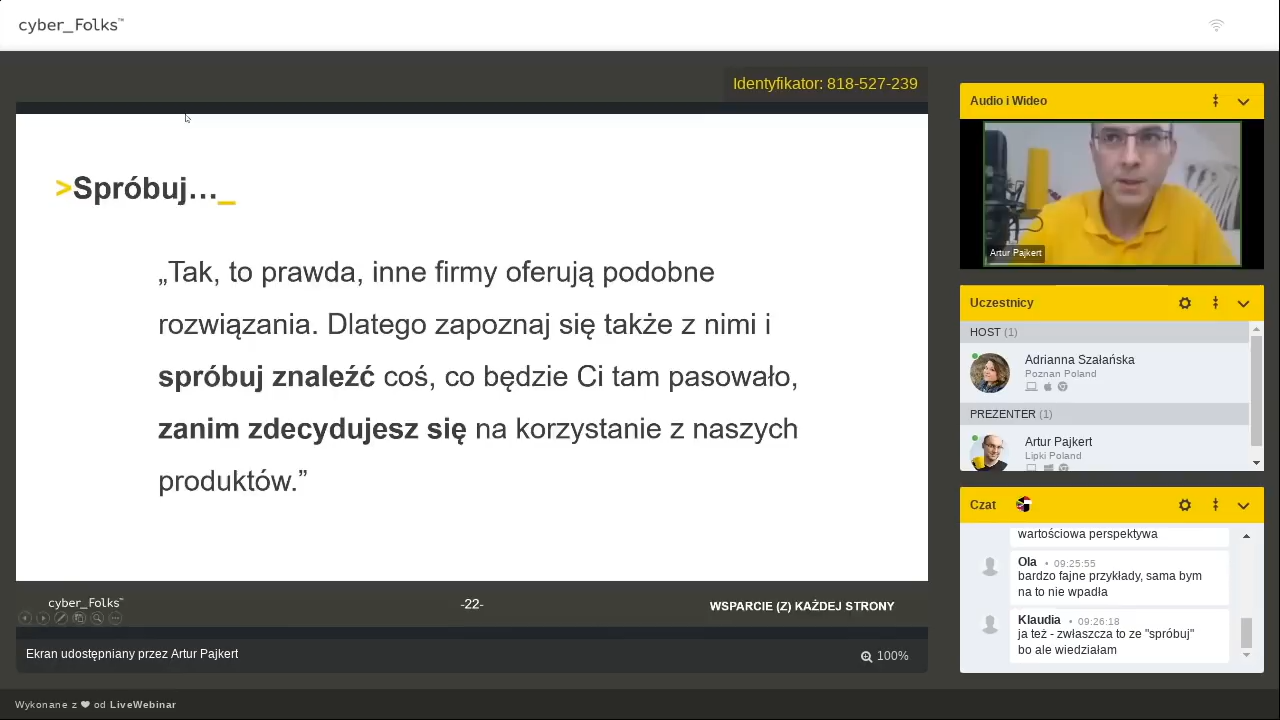 cyber_Folks™
Identyfikator: 818-527-239
>Spróbuj…_
„Tak, to prawda, inne firmy oferują podobne
rozwiązania. Dlatego zapoznaj się także z nimi i
spróbuj znaleźć coś, co będzie Ci tam pasowało,
zanim zdecydujesz się na korzystanie z naszych
produktów.”
cyber_Folks™
-22-
WSPARCIE (Z) KAŻDEJ STRONY
Ekran udostępniany przez Artur Pajkert
100%
Audio i Wideo
Artur Pajkert
Uczestnicy
HOST (1)
Adrianna Szałańska
Poznan Poland
PREZENTER (1)
Artur Pajkert
Lipki Poland
Czat
wartościowa perspektywa
Ola • 09:25:55
bardzo fajne przykłady, sama bym
na to nie wpadła
Klaudia • 09:26:18
ja też - zwłaszcza to ze "spróbuj"
bo ale wiedziałam
Wykonane z ❤ od LiveWebinar